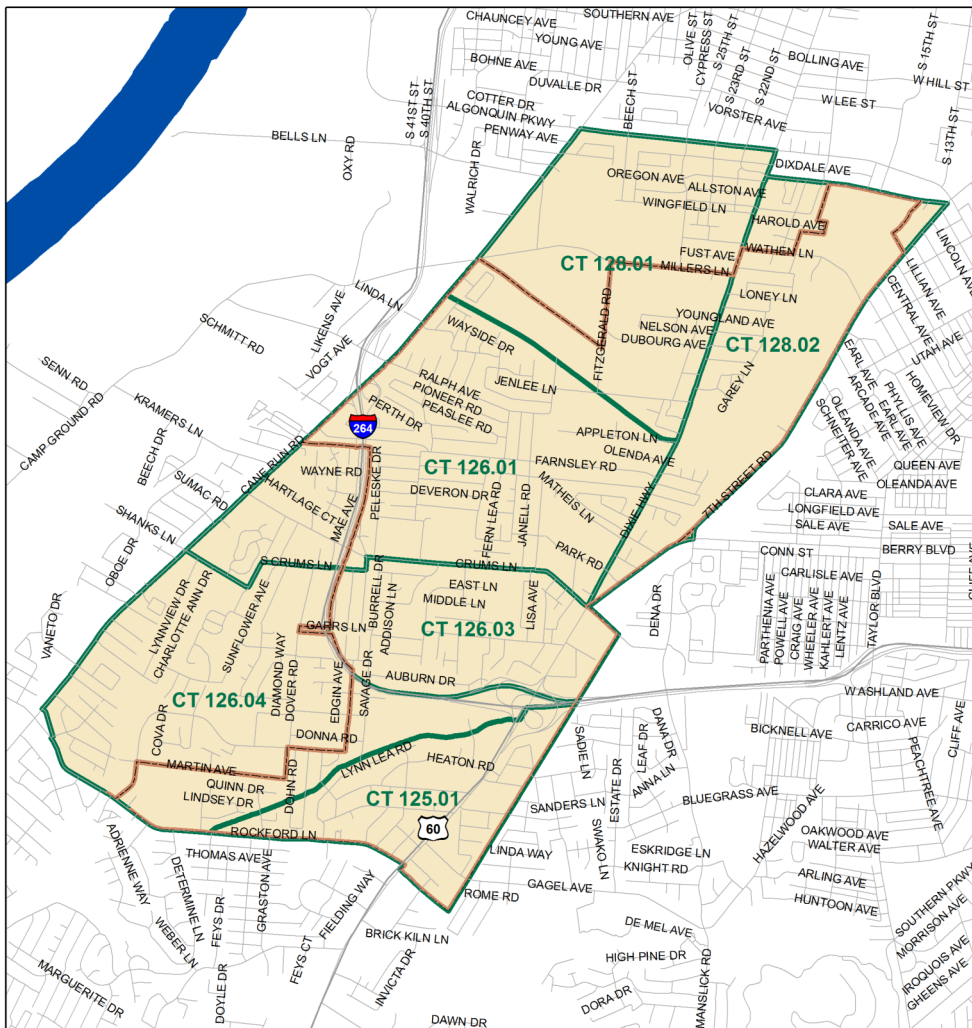 CHAUNCEY AVE
SOUTHERN AVE
YOUNG AVE
BOHNE AVE
DUVALLE DR
OLIVE ST
CYPRESS ST
S 25TH ST
S 23RD ST
S 22ND ST
BOLLING AVE
S 15TH ST
W HILL ST
W LEE ST
VORSTER AVE
S 13TH ST
COTTER DR
ALGONQUIN PKWY
PENWAY AVE
BEECH ST
S 41ST ST
S 40TH ST
BELLS LN
OXY RD
WALRICH DR
DIXDALE AVE
OREGON AVE
ALLSTON AVE
WINGFIELD LN
HAROLD AVE
FUST AVE
WATHEN LN
MILLERS LN
CT 128.01
LINCOLN AVE
LILLIAN AVE
CENTRAL AVE
UTAH AVE
LINDA LN
LIKENS AVE
VOGT AVE
SCHMITT RD
LONEY LN
FITZGERALD RD
YOUNGLAND AVE
NELSON AVE
DUBOURG AVE
CT 128.02
WAYSIDE DR
GAREY LN
EARL AVE
ARCADE AVE
HOMEVIEW DR
PHYLLIS AVE
EARL AVE
OLEANDA AVE
SCHNEITER AVE
SENN RD
CAMP GROUND RD
KRAMERS LN
BEECH DR
RALPH AVE
PIONEER RD
PEASLEE RD
JENLEE LN
PERTH DR
264
APPLETON LN
OLENDA AVE
FARNSLEY RD
CT 126.01
CANE RUN RD
WAYNE RD
PELESKE DR
HARTLAGE CT
MAE AVE
DEVERON DR
FERN LEA RD
JANELL RD
MATHEIS LN
DIXIE HWY
7TH STREET RD
QUEEN AVE
OLEANDA AVE
CLARA AVE
LONGFIELD AVE
SALE AVE
SALE AVE
SUMAC RD
SHANKS LN
OBOE DR
PARK RD
CONN ST
BERRY BLVD
S CRUMS LN
CRUMS LN
CARLISLE AVE
EAST LN
MIDDLE LN
LISA AVE
BURRELL DR
ADDISON LN
DENA DR
PARTHENIA AVE
POWELL AVE
CRAIG AVE
WHEELER AVE
KAHLERT AVE
LENTZ AVE
TAYLOR BLVD
VANETO DR
LYNNVIEW DR
CHARLOTTE ANN DR
SUNFLOWER AVE
GARRS LN
CT 126.03
AUBURN DR
SAVAGE DR
CT 126.04
DIAMOND WAY
DOVER RD
EDGIN AVE
COVA DR
DONNA RD
LYNN LEA RD
HEATON RD
W ASHLAND AVE
BICKNELL AVE
CARRICO AVE
CLIFF AVE
PEACHTREE AVE
SADIE LN
LEAF DR
DANA DR
ANNA LN
ESTATE DR
MARTIN AVE
QUINN DR
LINDSEY DR
DOHN RD
CT 125.01
60
BLUEGRASS AVE
HAZELWOOD AVE
SANDERS LN
SWAKO LN
ROCKFORD LN
OAKWOOD AVE
WALTER AVE
ADRIENNE WAY
THOMAS AVE
DETERMINE LN
LINDA WAY
ESKRIDGE LN
KNIGHT RD
GAGEL AVE
ROME RD
ARLING AVE
HUNTOON AVE
FEYS DR
GRASTON AVE
FIELDING WAY
WEBER LN
BRICK KILN LN
DE MEL AVE
SOUTHERN PKWY
MORRISON AVE
IROQUOIS AVE
GHEENS AVE
MARGUERITE DR
DOYLE DR
FEYS CT
INVICTA DR
HIGH PINE DR
DORA DR
MANSLICK RD
DAWN DR